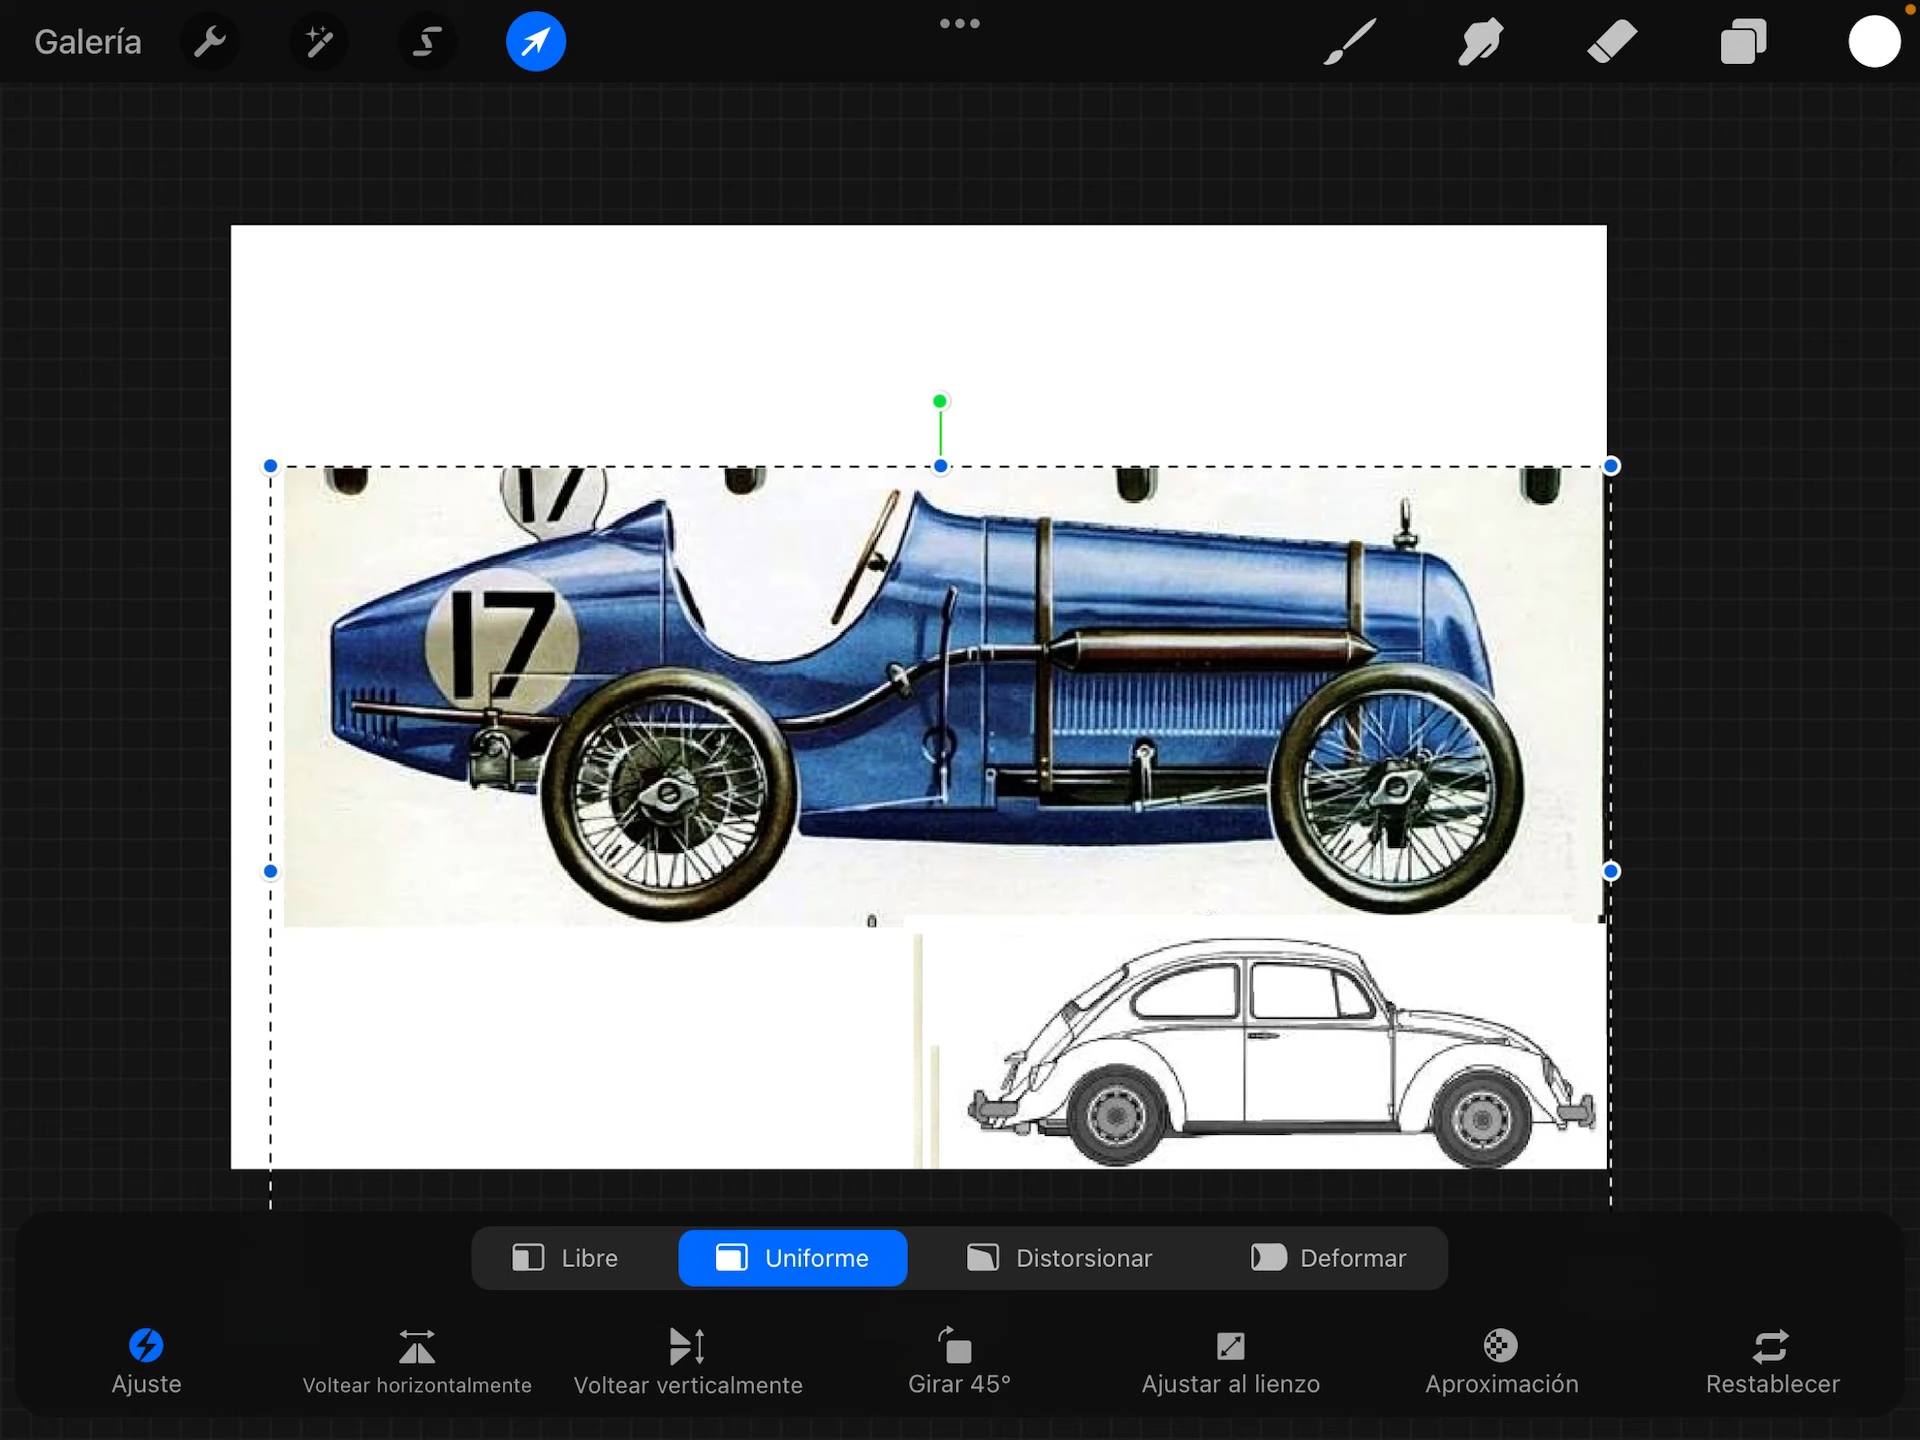 Galería
17
17
Libre
Uniforme
Distorsionar
Deformar
Ajuste
Voltear horizontalmente
Voltear verticalmente
Girar 45°
Ajustar al lienzo
Aproximación
Restablecer